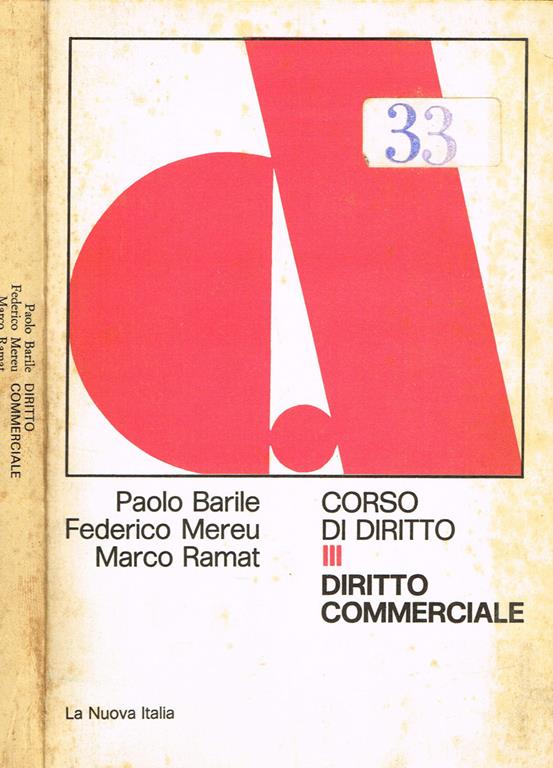 33
Paolo Barile
Federico Mereu
Marco Ramat
CORSO
DI DIRITTO
III
DIRITTO
COMMERCIALE
La Nuova Italia
Paolo Barile
Federico Mereu
Marco Ramat
DIRITTO
COMMERCIALE